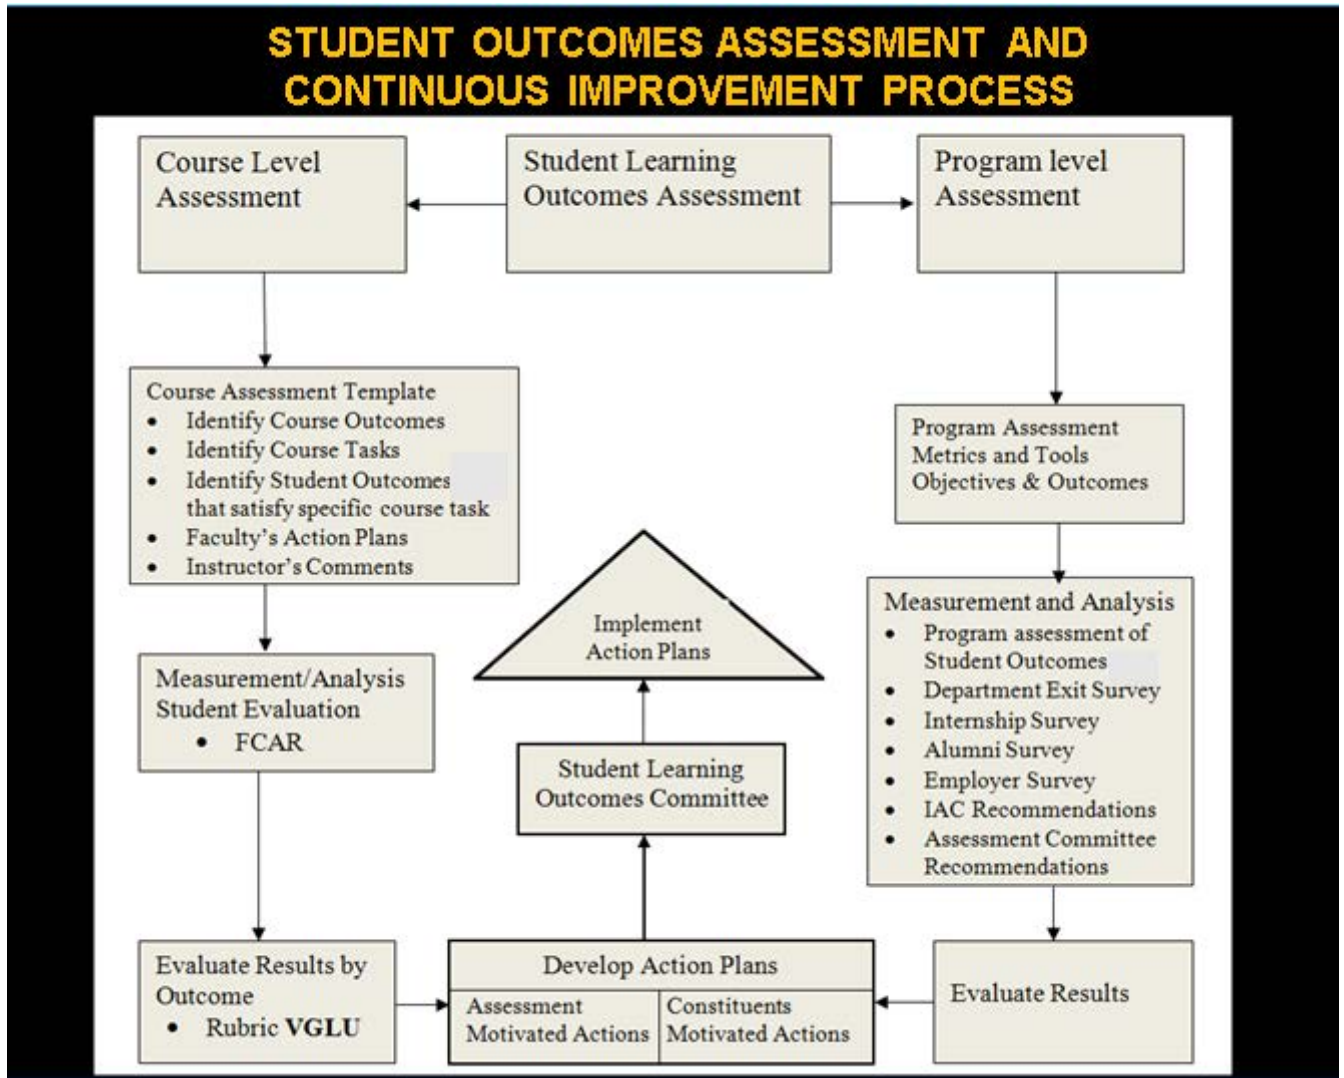 STUDENT OUTCOMES ASSESSMENT AND
CONTINUOUS IMPROVEMENT PROCESS
Course Level
Assessment
Student Learning
Outcomes Assessment
Program level
Assessment
Course Assessment Template
• Identify Course Outcomes
• Identify Course Tasks
• Identify Student Outcomes
that satisfy specific course task
• Faculty's Action Plans
• Instructor's Comments
Program Assessment
Metrics and Tools
Objectives & Outcomes
Measurement/Analysis
Student Evaluation
• FCAR
Implement
Action Plans
Measurement and Analysis
• Program assessment of
Student Outcomes
• Department Exit Survey
• Internship Survey
• Alumni Survey
• Employer Survey
• IAC Recommendations
• Assessment Committee
Recommendations
Student Learning
Outcomes Committee
Evaluate Results by
Outcome
• Rubric VGLU
Develop Action Plans
Assessment
Motivated Actions
Constituents
Motivated Actions
Evaluate Results